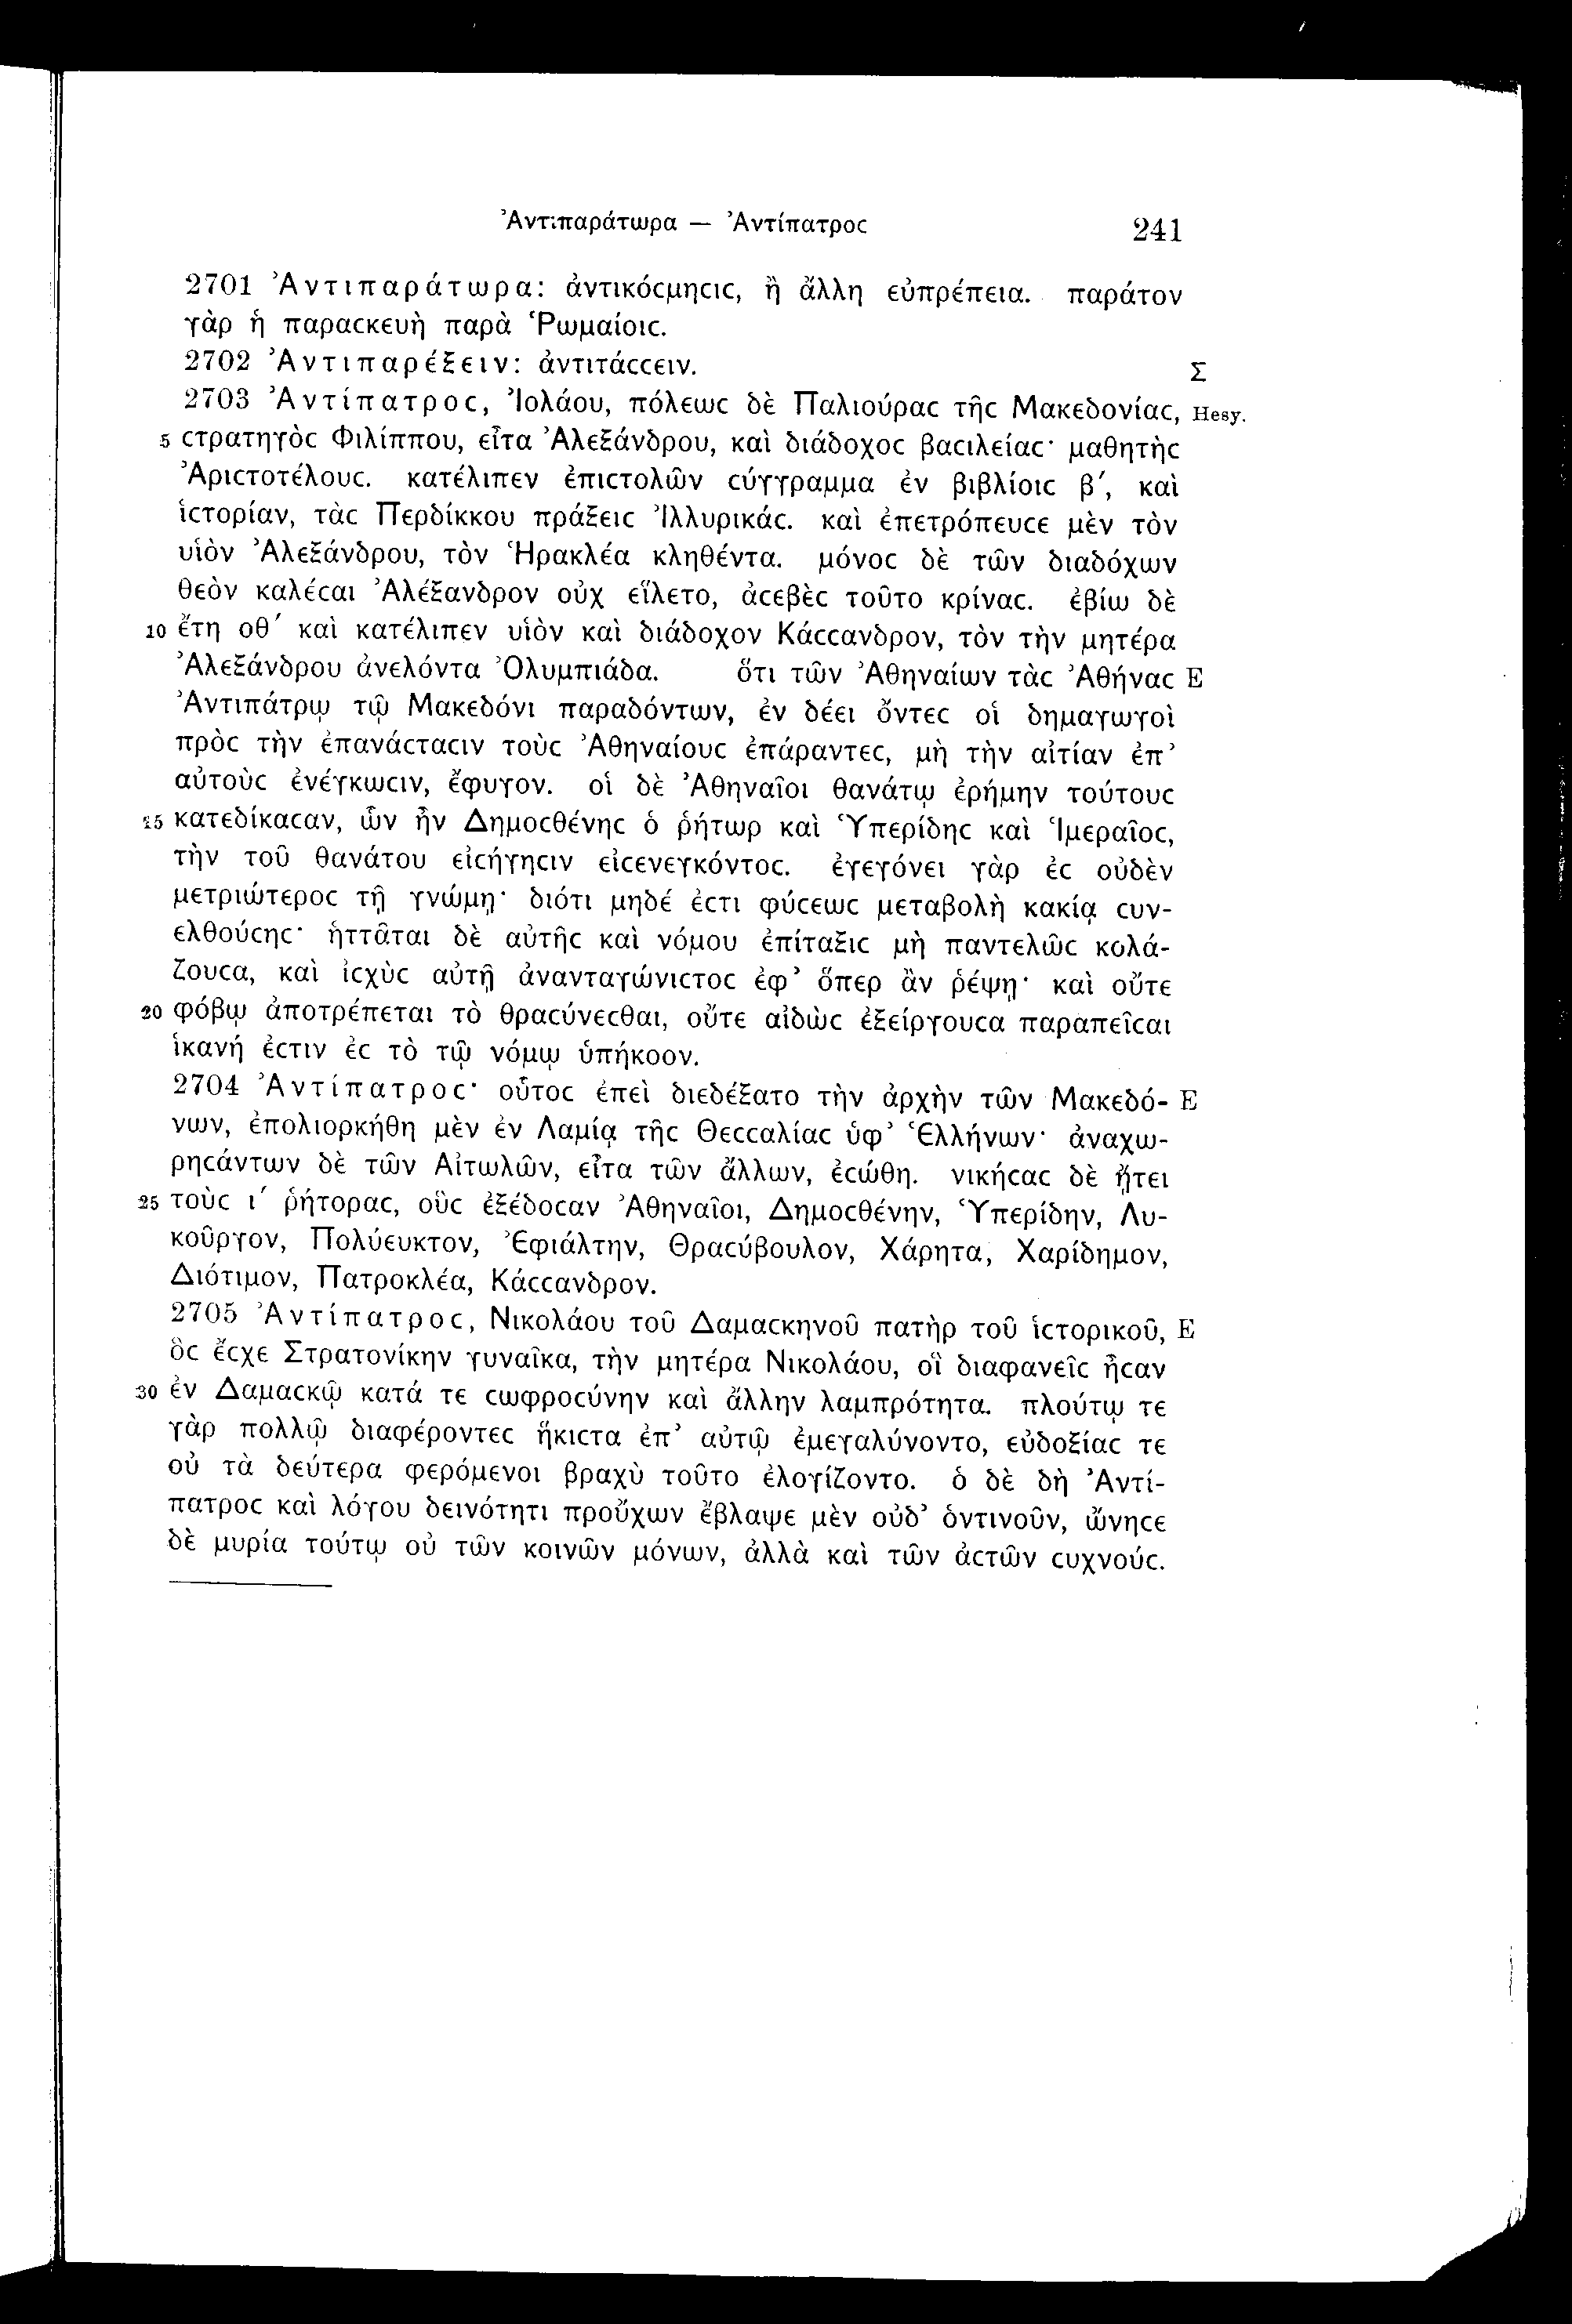 Ἀντιπαράτωρα — Ἀντίπατροϲ 241
2701 Ἀντιπαράτωρα: ἀντικόϲμηϲιϲ, ἢ ἄλλη εὐπρέπεια. παράτον
γὰρ ἡ παραϲκευὴ παρὰ Ῥωμαίοιϲ.
2702 Ἀντιπαρέξειν: ἀντιτάϲϲειν. Σ
2703 Ἀντίπατροϲ, Ἰολάου, πόλεωϲ δὲ Παλιούραϲ τῆϲ Μακεδονίαϲ, Hesy.
5 ϲτρατηγὸϲ Φιλίππου, εἶτα Ἀλεξάνδρου, καὶ διάδοχοϲ βαϲιλείαϲ· μαθητὴϲ
Ἀριϲτοτέλουϲ. κατέλιπεν ἐπιϲτολῶν ϲύγγραμμα ἐν βιβλίοιϲ β′, καὶ
ἱϲτορίαν, τὰϲ Περδίκκου πράξειϲ Ἰλλυρικάϲ. καὶ ἐπετρόπευϲε μὲν τὸν
υἱὸν Ἀλεξάνδρου, τὸν Ἡρακλέα κληθέντα. μόνοϲ δὲ τῶν διαδόχων
θεὸν καλέϲαι Ἀλέξανδρον οὐχ εἵλετο, ἀϲεβὲϲ τοῦτο κρίναϲ. ἐβίω δὲ
10 ἔτη οθ′ καὶ κατέλιπεν υἱὸν καὶ διάδοχον Κάϲϲανδρον, τὸν τὴν μητέρα
Ἀλεξάνδρου ἀνελόντα Ὀλυμπιάδα. ὅτι τῶν Ἀθηναίων τὰϲ Ἀθήναϲ E
Ἀντιπάτρῳ τῷ Μακεδόνι παραδόντων, ἐν δέει ὄντεϲ οἱ δημαγωγοὶ
πρὸϲ τὴν ἐπανάϲταϲιν τοὺϲ Ἀθηναίουϲ ἐπάραντεϲ, μὴ τὴν αἰτίαν ἐπ’
αὐτοὺϲ ἐνέγκωϲιν, ἔφυγον. οἱ δὲ Ἀθηναῖοι θανάτῳ ἐρήμην τούτουϲ
15 κατεδίκαϲαν, ὧν ἦν Δημοϲθένηϲ ὁ ῥήτωρ καὶ Ὑπερίδηϲ καὶ Ἱμεραῖοϲ,
τὴν τοῦ θανάτου εἰϲήγηϲιν εἰϲενεγκόντοϲ. ἐγεγόνει γὰρ ἐϲ οὐδὲν
μετριώτεροϲ τῇ γνώμῃ· διότι μηδέ ἐϲτι φύϲεωϲ μεταβολὴ κακίᾳ ϲυν-
ελθούϲηϲ· ἡττᾶται δὲ αὐτῆϲ καὶ νόμου ἐπίταξιϲ μὴ παντελῶϲ κολά-
ζουϲα, καὶ ἰϲχὺϲ αὐτῇ ἀνανταγώνιϲτοϲ ἐφ’ ὅπερ ἂν ῥέψῃ· καὶ οὔτε
20 φόβῳ ἀποτρέπεται τὸ θραϲύνεϲθαι, οὔτε αἰδὼϲ ἐξείργουϲα παραπεῖϲαι
ἱκανή ἐϲτιν ἐϲ τὸ τῷ νόμῳ ὑπήκοον.
2704 Ἀντίπατροϲ· οὗτοϲ ἐπεὶ διεδέξατο τὴν ἀρχὴν τῶν Μακεδό- E
νων, ἐπολιορκήθη μὲν ἐν Λαμίᾳ τῆϲ Θεϲϲαλίαϲ ὑφ’ Ἑλλήνων· ἀναχω-
ρηϲάντων δὲ τῶν Αἰτωλῶν, εἶτα τῶν ἄλλων, ἐϲώθη. νικήϲαϲ δὲ ᾔτει
25 τοὺϲ ι′ ῥήτοραϲ, οὓϲ ἐξέδοϲαν Ἀθηναῖοι, Δημοϲθένην, Ὑπερίδην, Λυ-
κοῦργον, Πολύευκτον, Ἐφιάλτην, Θραϲύβουλον, Χάρητα, Χαρίδημον,
Διότιμον, Πατροκλέα, Κάϲϲανδρον.
2705 Ἀντίπατροϲ, Νικολάου τοῦ Δαμαϲκηνοῦ πατὴρ τοῦ ἱϲτορικοῦ, E
ὃϲ ἔϲχε Στρατονίκην γυναῖκα, τὴν μητέρα Νικολάου, οἳ διαφανεῖϲ ἦϲαν
30 ἐν Δαμαϲκῷ κατά τε ϲωφροϲύνην καὶ ἄλλην λαμπρότητα. πλούτῳ τε
γὰρ πολλῷ διαφέροντεϲ ἥκιϲτα ἐπ’ αὐτῷ ἐμεγαλύνοντο, εὐδοξίαϲ τε
οὐ τὰ δεύτερα φερόμενοι βραχὺ τοῦτο ἐλογίζοντο. ὁ δὲ δὴ Ἀντί-
πατροϲ καὶ λόγου δεινότητι προὔχων ἔβλαψε μὲν οὐδ’ ὁντινοῦν, ὤνηϲε
δὲ μυρία τούτῳ οὐ τῶν κοινῶν μόνων, ἀλλὰ καὶ τῶν ἀϲτῶν ϲυχνούϲ.